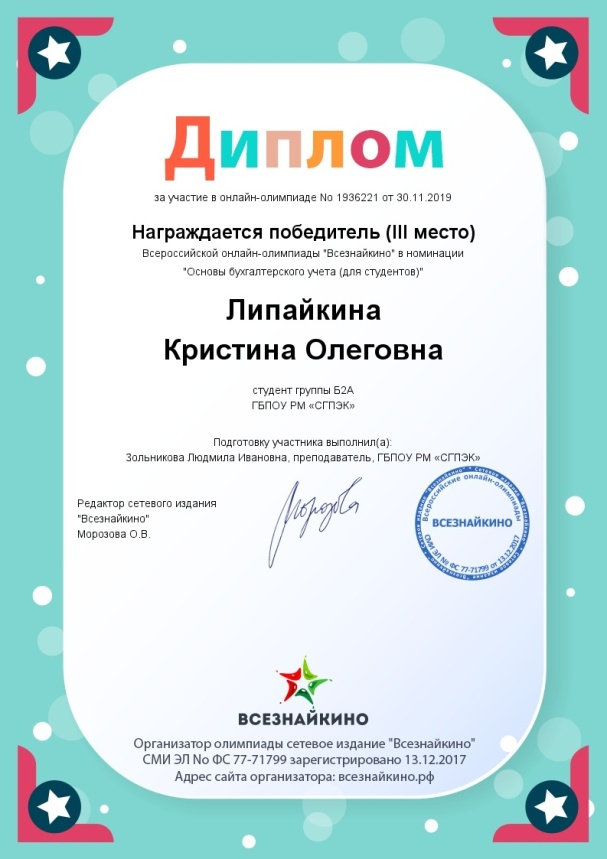 Диплом
за участие в онлайн-олимпиаде No 1936221 от 30.11.2019
Награждается победитель (III место)
Всероссийской онлайн-олимпиады "Всезнайкино" в номинации
"Основы бухгалтерского учета (для студентов)"
Липайкина
Кристина Олеговна
студент группы Б2А
ГБПОУ РМ «СГПЭК»
Подготовку участника выполнил(а):
Зольникова Людмила Ивановна, преподаватель, ГБПОУ РМ «СГПЭК»
Редактор сетевого издания
"Всезнайкино"
Морозова О.В.
Морозова
Всероссийские онлайн-олимпиады
ВСЕЗНАЙКИНО
СМИ ЭЛ No ФС 77-71799 от 13.12.2017
ВСЕЗНАЙКИНО
Организатор олимпиады сетевое издание "Всезнайкино"
СМИ ЭЛ No ФС 77-71799 зарегистрировано 13.12.2017
Адрес сайта организатора: всезнайкино.рф